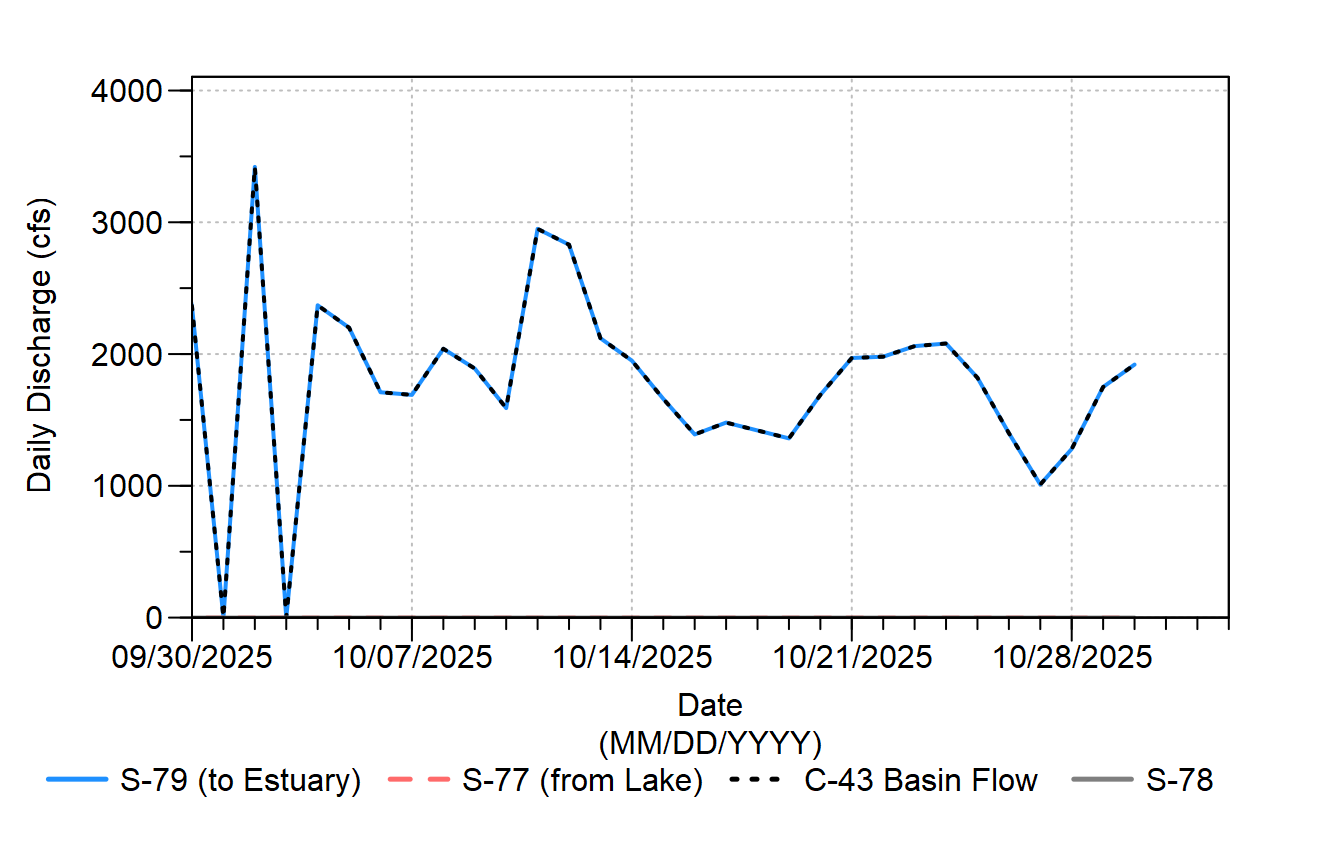 Daily Discharge (cfs)
4000
3000
2000
1000
0
09/30/2025 10/07/2025 10/14/2025 10/21/2025 10/28/2025
Date
(MM/DD/YYYY)
S-79 (to Estuary) S-77 (from Lake) C-43 Basin Flow S-78